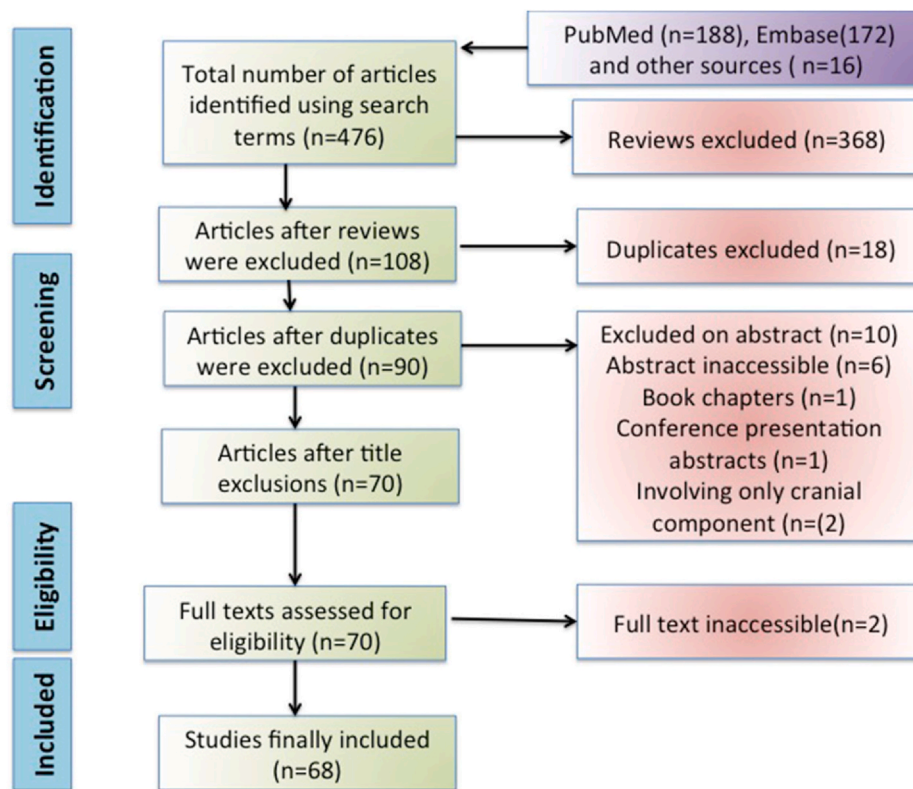 Identification
PubMed (n=188), Embase(172)
and other sources ( n=16)
Total number of articles
identified using search
terms (n=476)
Reviews excluded (n=368)
Articles after reviews
were excluded (n=108)
Duplicates excluded (n=18)
Screening
Articles after duplicates
were excluded (n=90)
Excluded on abstract (n=10)
Abstract inaccessible (n=6)
Book chapters (n=1)
Conference presentation
abstracts (n=1)
Involving only cranial
component (n=(2)
Articles after title
exclusions (n=70)
Eligibility
Full texts assessed for
eligibility (n=70)
Full text inaccessible(n=2)
Included
Studies finally included
(n=68)